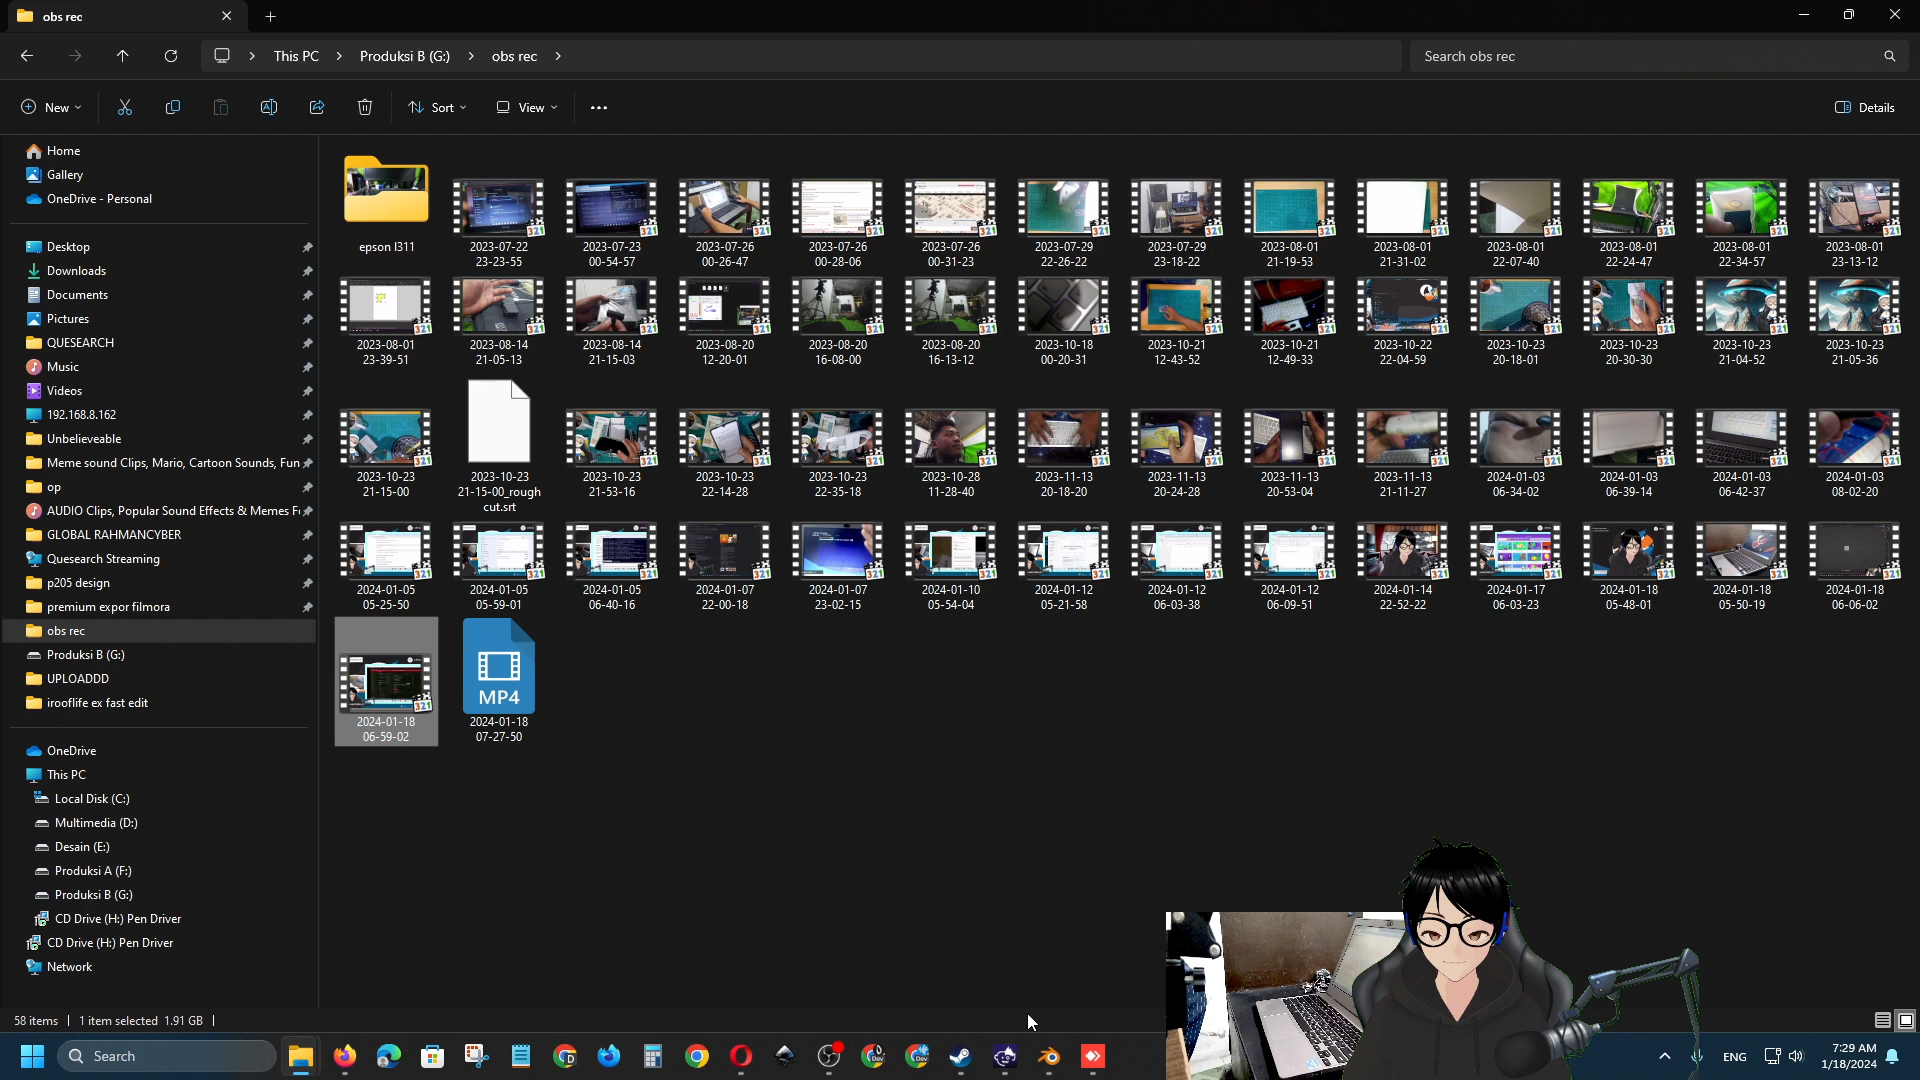 obs rec
This PC
Produksi B (G:)
obs rec
Search obs rec
New
Sort
View
Details
Home
Gallery
OneDrive - Personal
Desktop
Downloads
Documents
Pictures
QUESEARCH
Music
Videos
192.168.8.162
Unbelieveable
Meme sound Clips, Mario, Cartoon Sounds, Fun
op
AUDIO Clips, Popular Sound Effects & Memes F
GLOBAL RAHMANCYBER
Quesearch Streaming
p205 design
premium expor filmora
obs rec
Produksi B (G:)
UPLOADDD
irooflife ex fast edit
OneDrive
This PC
Local Disk (C:)
Multimedia (D:)
Desain (E:)
Produksi A (F:)
Produksi B (G:)
CD Drive (H:) Pen Driver
CD Drive (H:) Pen Driver
Network
epson l311
2023-07-22
23-23-55
2023-07-23
00-54-57
2023-07-26
00-26-47
2023-07-26
00-28-06
2023-07-26
00-31-23
2023-07-29
22-26-22
2023-07-29
23-18-22
2023-08-01
21-19-53
2023-08-01
21-31-02
2023-08-01
22-07-40
2023-08-01
22-24-47
2023-08-01
22-34-57
2023-08-01
23-13-12
2023-08-01
23-39-51
2023-08-14
21-05-13
2023-08-14
21-15-03
2023-08-20
12-20-01
2023-08-20
16-08-00
2023-08-20
16-13-12
2023-10-18
00-20-31
2023-10-21
12-43-52
2023-10-21
12-49-33
2023-10-22
22-04-59
2023-10-23
20-18-01
2023-10-23
20-30-30
2023-10-23
21-04-52
2023-10-23
21-05-36
2023-10-23
21-15-00
2023-10-23
21-15-00_rough
cut.srt
2023-10-23
21-53-16
2023-10-23
22-14-28
2023-10-23
22-35-18
2023-10-28
11-28-40
2023-11-13
20-18-20
2023-11-13
20-24-28
2023-11-13
20-53-04
2023-11-13
21-11-27
2024-01-03
06-34-02
2024-01-03
06-39-14
2024-01-03
06-42-37
2024-01-03
08-02-20
2024-01-05
05-25-50
2024-01-05
05-59-01
2024-01-05
06-40-16
2024-01-07
22-00-18
2024-01-07
23-02-15
2024-01-10
05-54-04
2024-01-12
05-21-58
2024-01-12
06-03-38
2024-01-12
06-09-51
2024-01-14
22-52-22
2024-01-17
06-03-23
2024-01-18
05-48-01
2024-01-18
05-50-19
2024-01-18
06-06-02
2024-01-18
06-59-02
MP4
2024-01-18
07-27-50
58 items
1 item selected 1.91 GB
Search
ENG
7:29 AM
1/18/2024